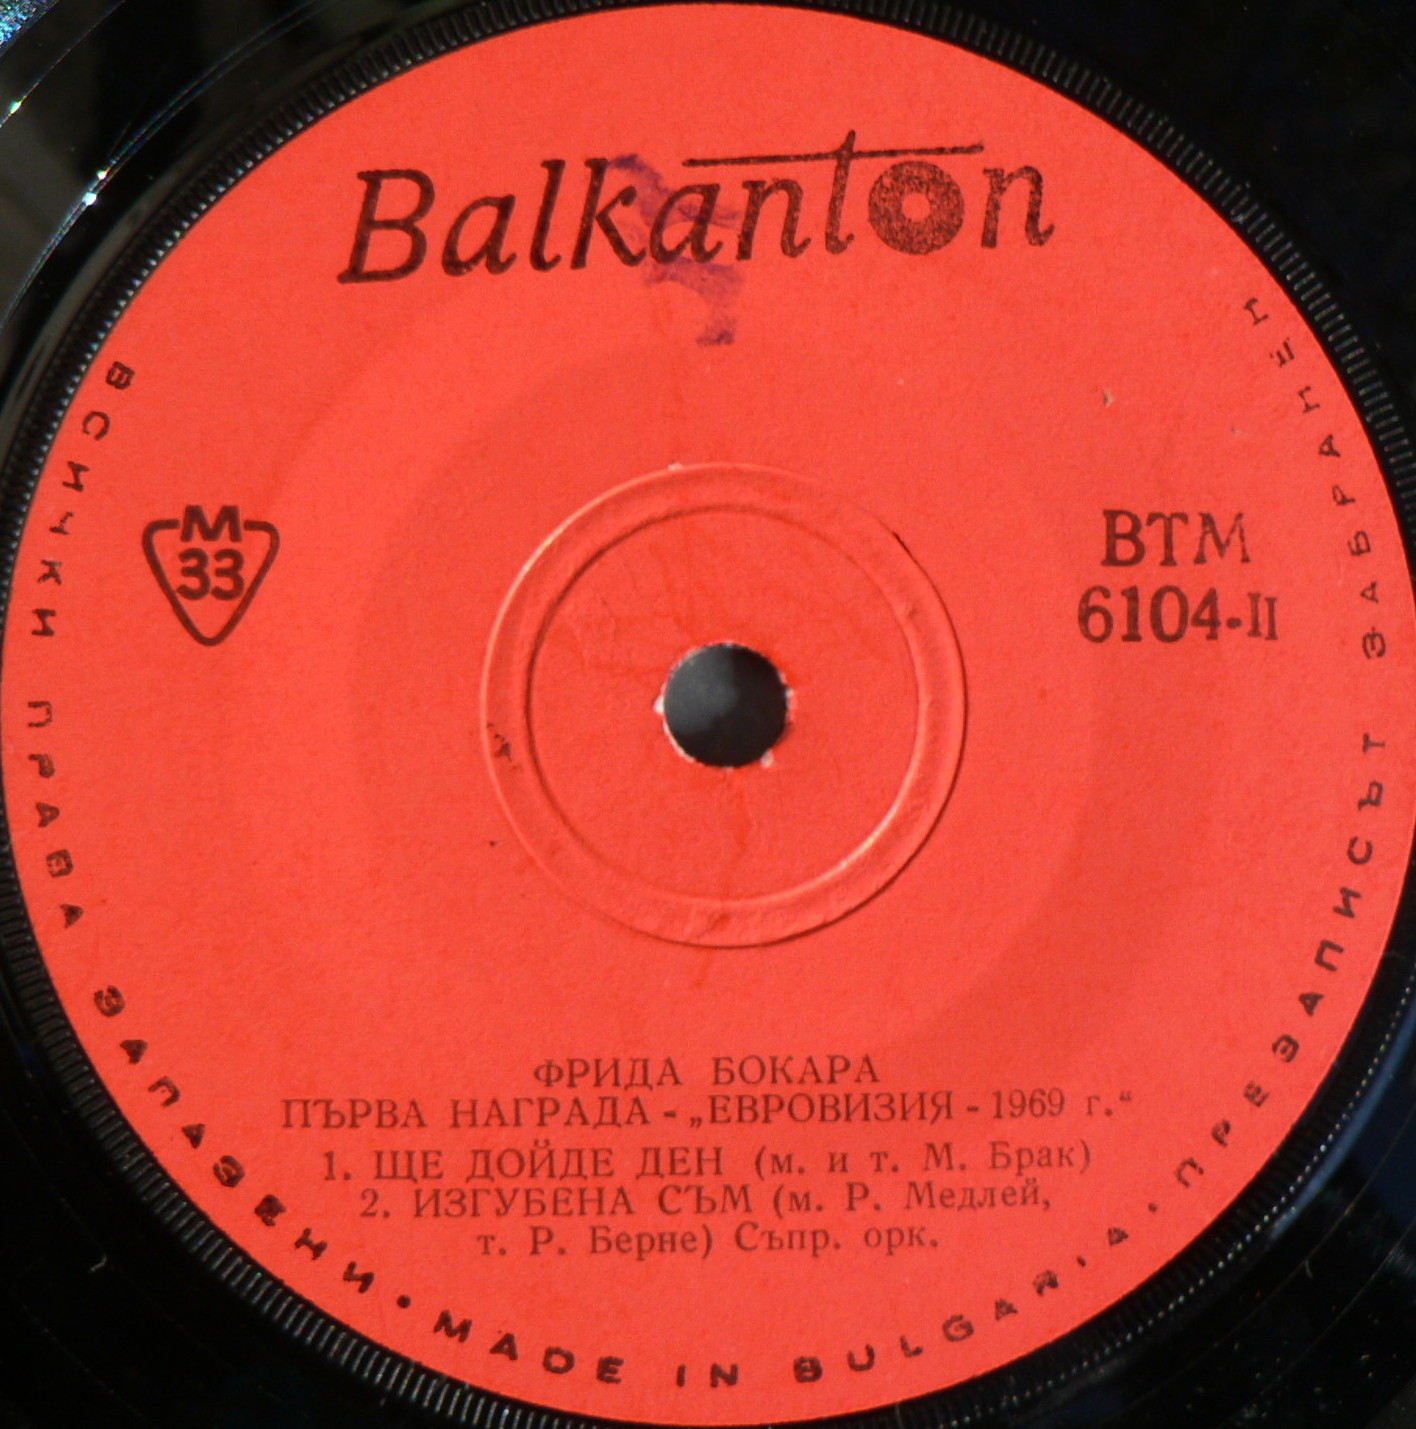 Balkanton
М
33
ВТМ
6104-II
ФРИДА БОКАРА
ПЪРВА НАГРАДА - „ЕВРОВИЗИЯ - 1969 г.“
1. ЩЕ ДОЙДЕ ДЕН (м. и т. М. Брак)
2. ИЗГУБЕНА СЪМ (м. Р. Медлей,
т. Р. Берне) Съпр. орк.
ВСИЧКИ ПРАВА ЗАПАЗЕНИ • MADE IN BULGARIA • ПРЕЗАПИСЪТ ЗАБРАНЕН